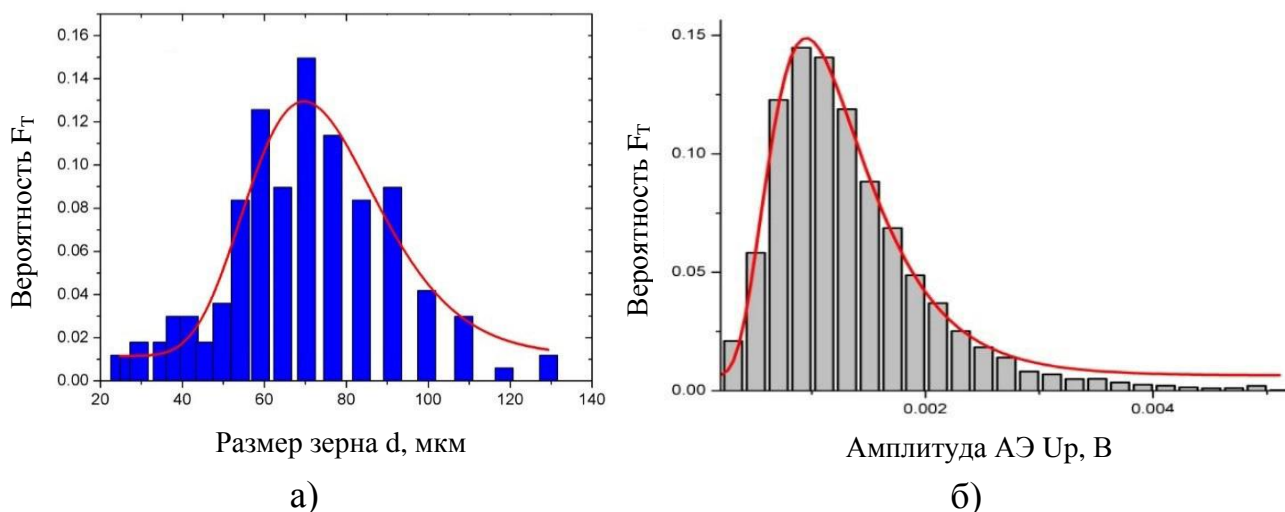 Вероятность Fт
0.16
0.14
0.12
0.10
0.08
0.06
0.04
0.02
0.00
20 40 60 80 100 120 140
Размер зерна d, мкм
а)
Вероятность Fт
0.15
0.10
0.05
0.00
0.002 0.004
Амплитуда АЭ Up, В
б)